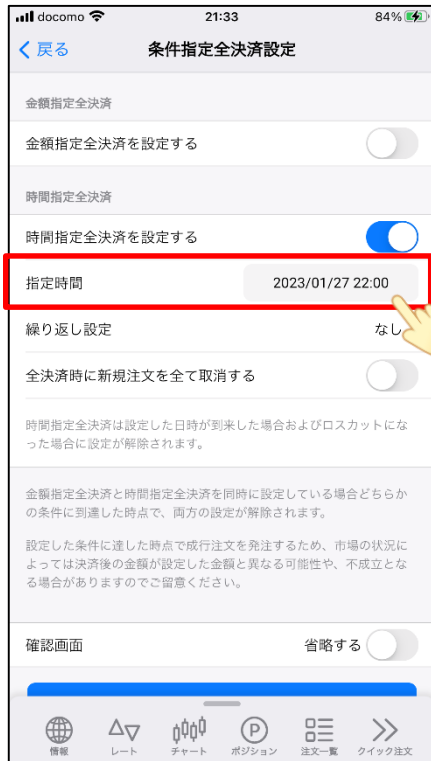 docomo 21:33 84%
戻る 条件指定全決済設定
金額指定全決済
金額指定全決済を設定する
時間指定全決済
時間指定全決済を設定する
指定時間 2023/01/27 22:00
繰り返し設定 なし
全決済時に新規注文を全て取消する
時間指定全決済は設定した日時が到来した場合およびロスカットにな
った場合に設定が解除されます。
金額指定全決済と時間指定全決済を同時に設定している場合どちらか
の条件に到達した時点で、両方の設定が解除されます。
設定した条件に達した時点で成行注文を発注するため、市場の状況に
よっては決済後の金額が設定した金額と異なる可能性や、不成立とな
る場合がありますのでご留意ください。
確認画面 省略する
情報 レート チャート P ポジション 注文一覧 クイック注文